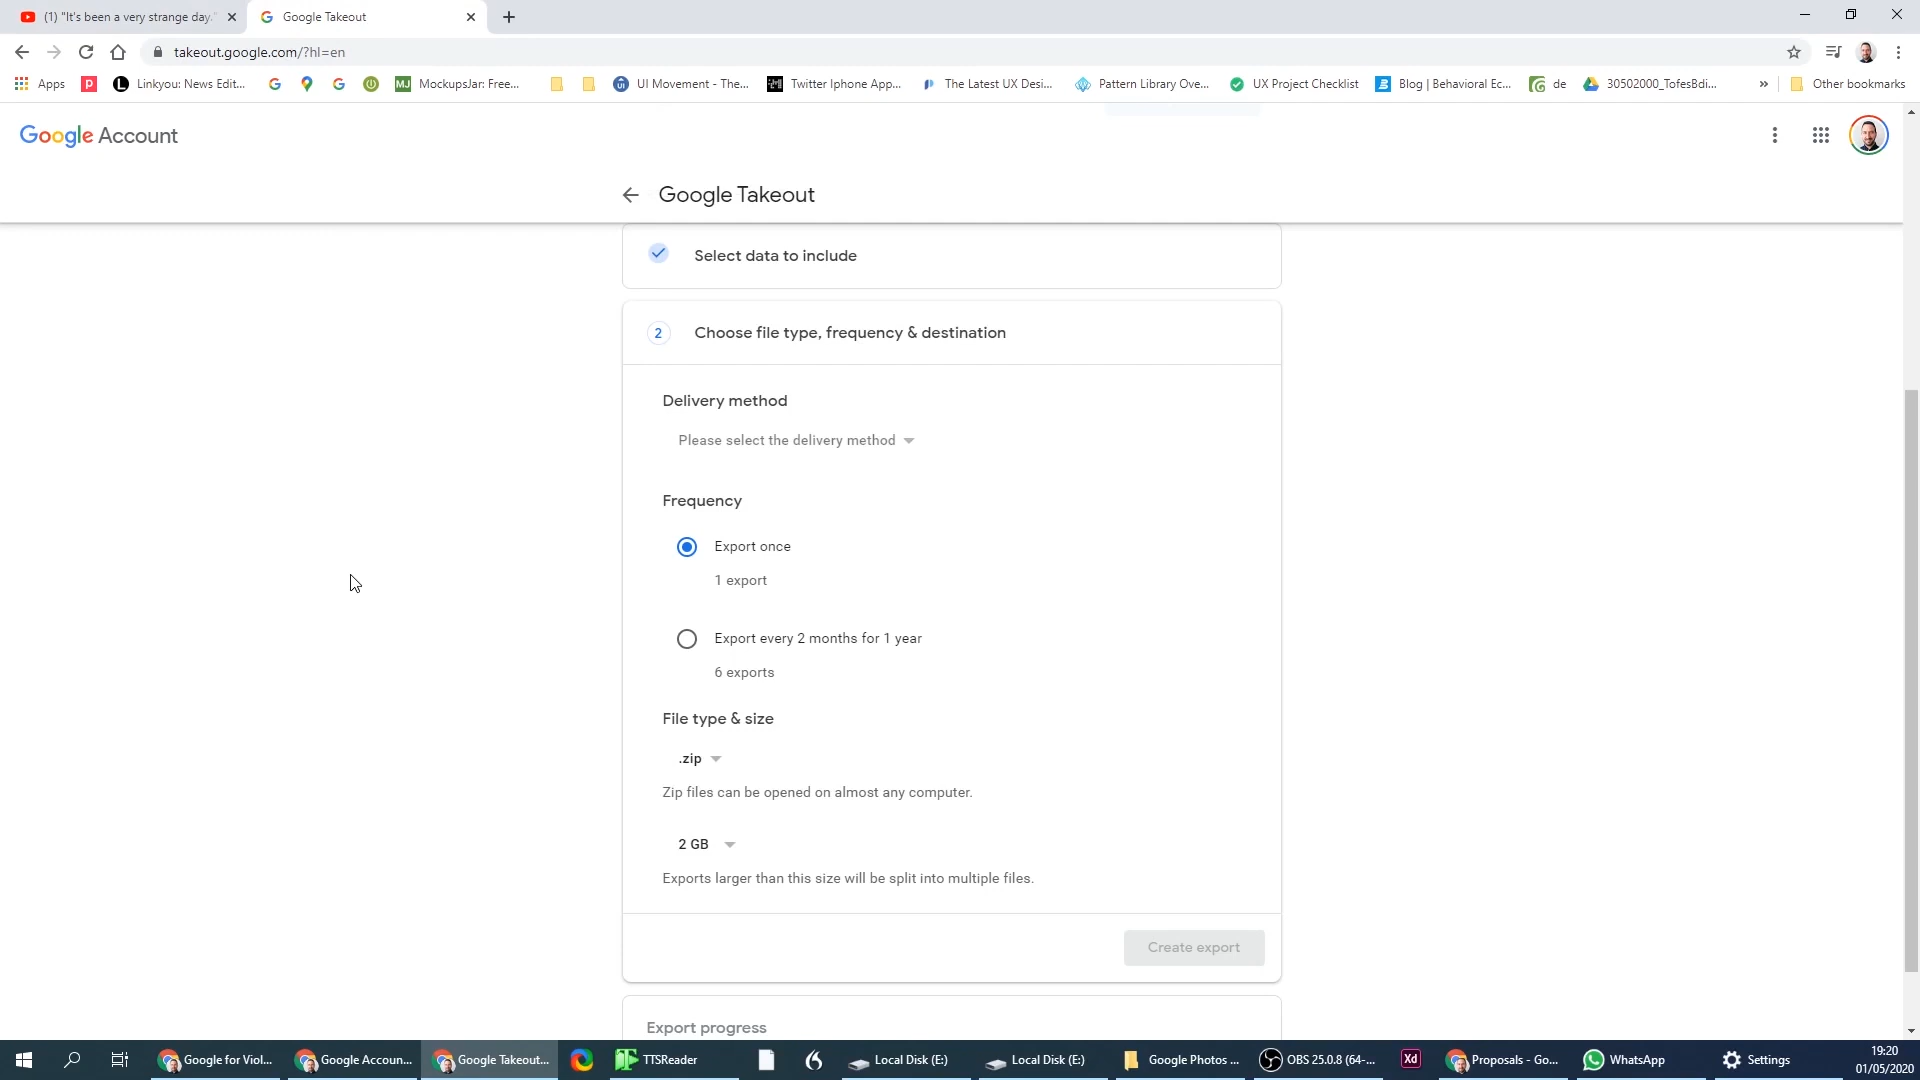 (1) "It's been a very strange day."
Google Takeout
takeout.google.com/?hl=en
Apps
Linkyou: News Edit...
MJ
MockupsJar: Free...
UI Movement - The...
Twitter Iphone App...
The Latest UX Desi...
Pattern Library Ove...
UX Project Checklist
Blog | Behavioral Ec...
de
30502000_TofesBdi...
»
Other bookmarks
Google Account
Google Takeout
Select data to include
2 Choose file type, frequency & destination
Delivery method
Please select the delivery method
Frequency
Export once
1 export
Export every 2 months for 1 year
6 exports
File type & size
.zip
Zip files can be opened on almost any computer.
2 GB
Exports larger than this size will be split into multiple files.
Create export
Export progress
Google for Viol...
Google Accoun...
Google Takeout...
TTSReader
Local Disk (E:)
Local Disk (E:)
Google Photos ...
OBS 25.0.8 (64-...
Xd
Proposals - Go...
WhatsApp
Settings
19:20
01/05/2020